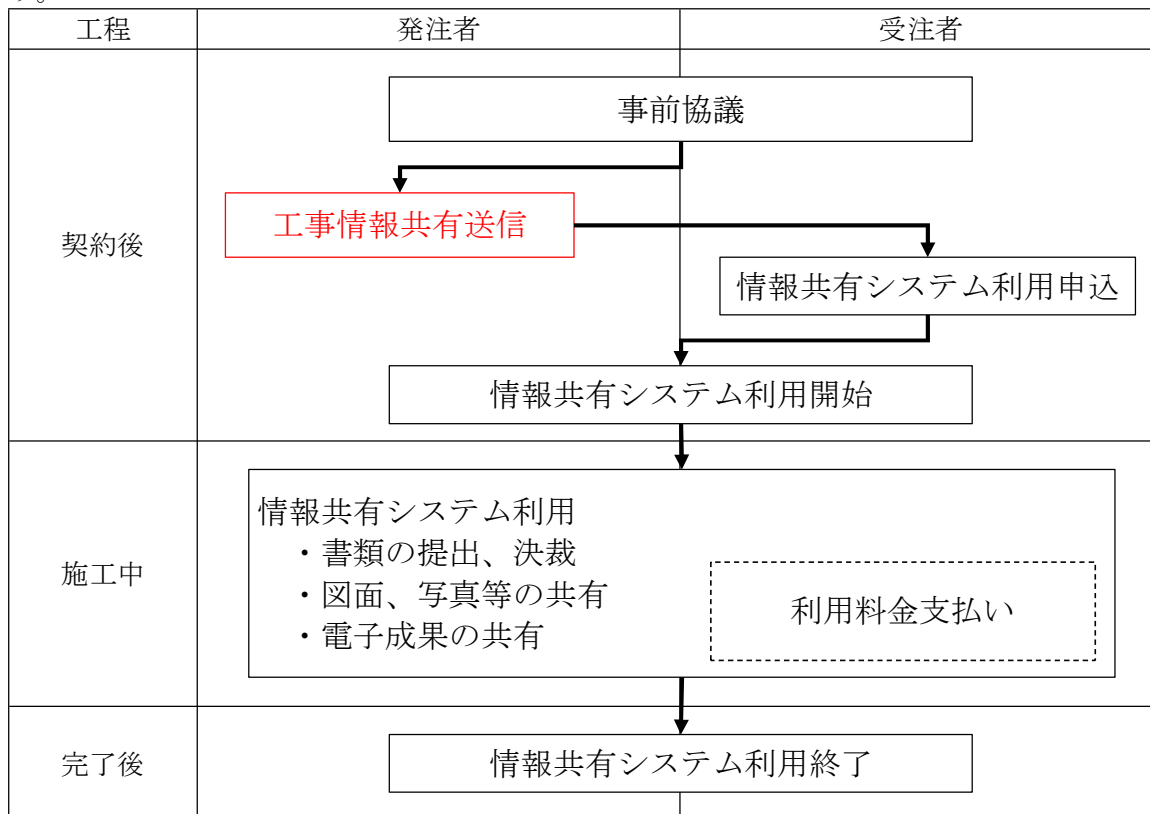 す。
工程
発注者
受注者
契約後
事前協議
工事情報共有送信
情報共有システム利用申込
情報共有システム利用開始
施工中
情報共有システム利用
・書類の提出、決裁
・図面、写真等の共有
・電子成果の共有
利用料金支払い
完了後
情報共有システム利用終了